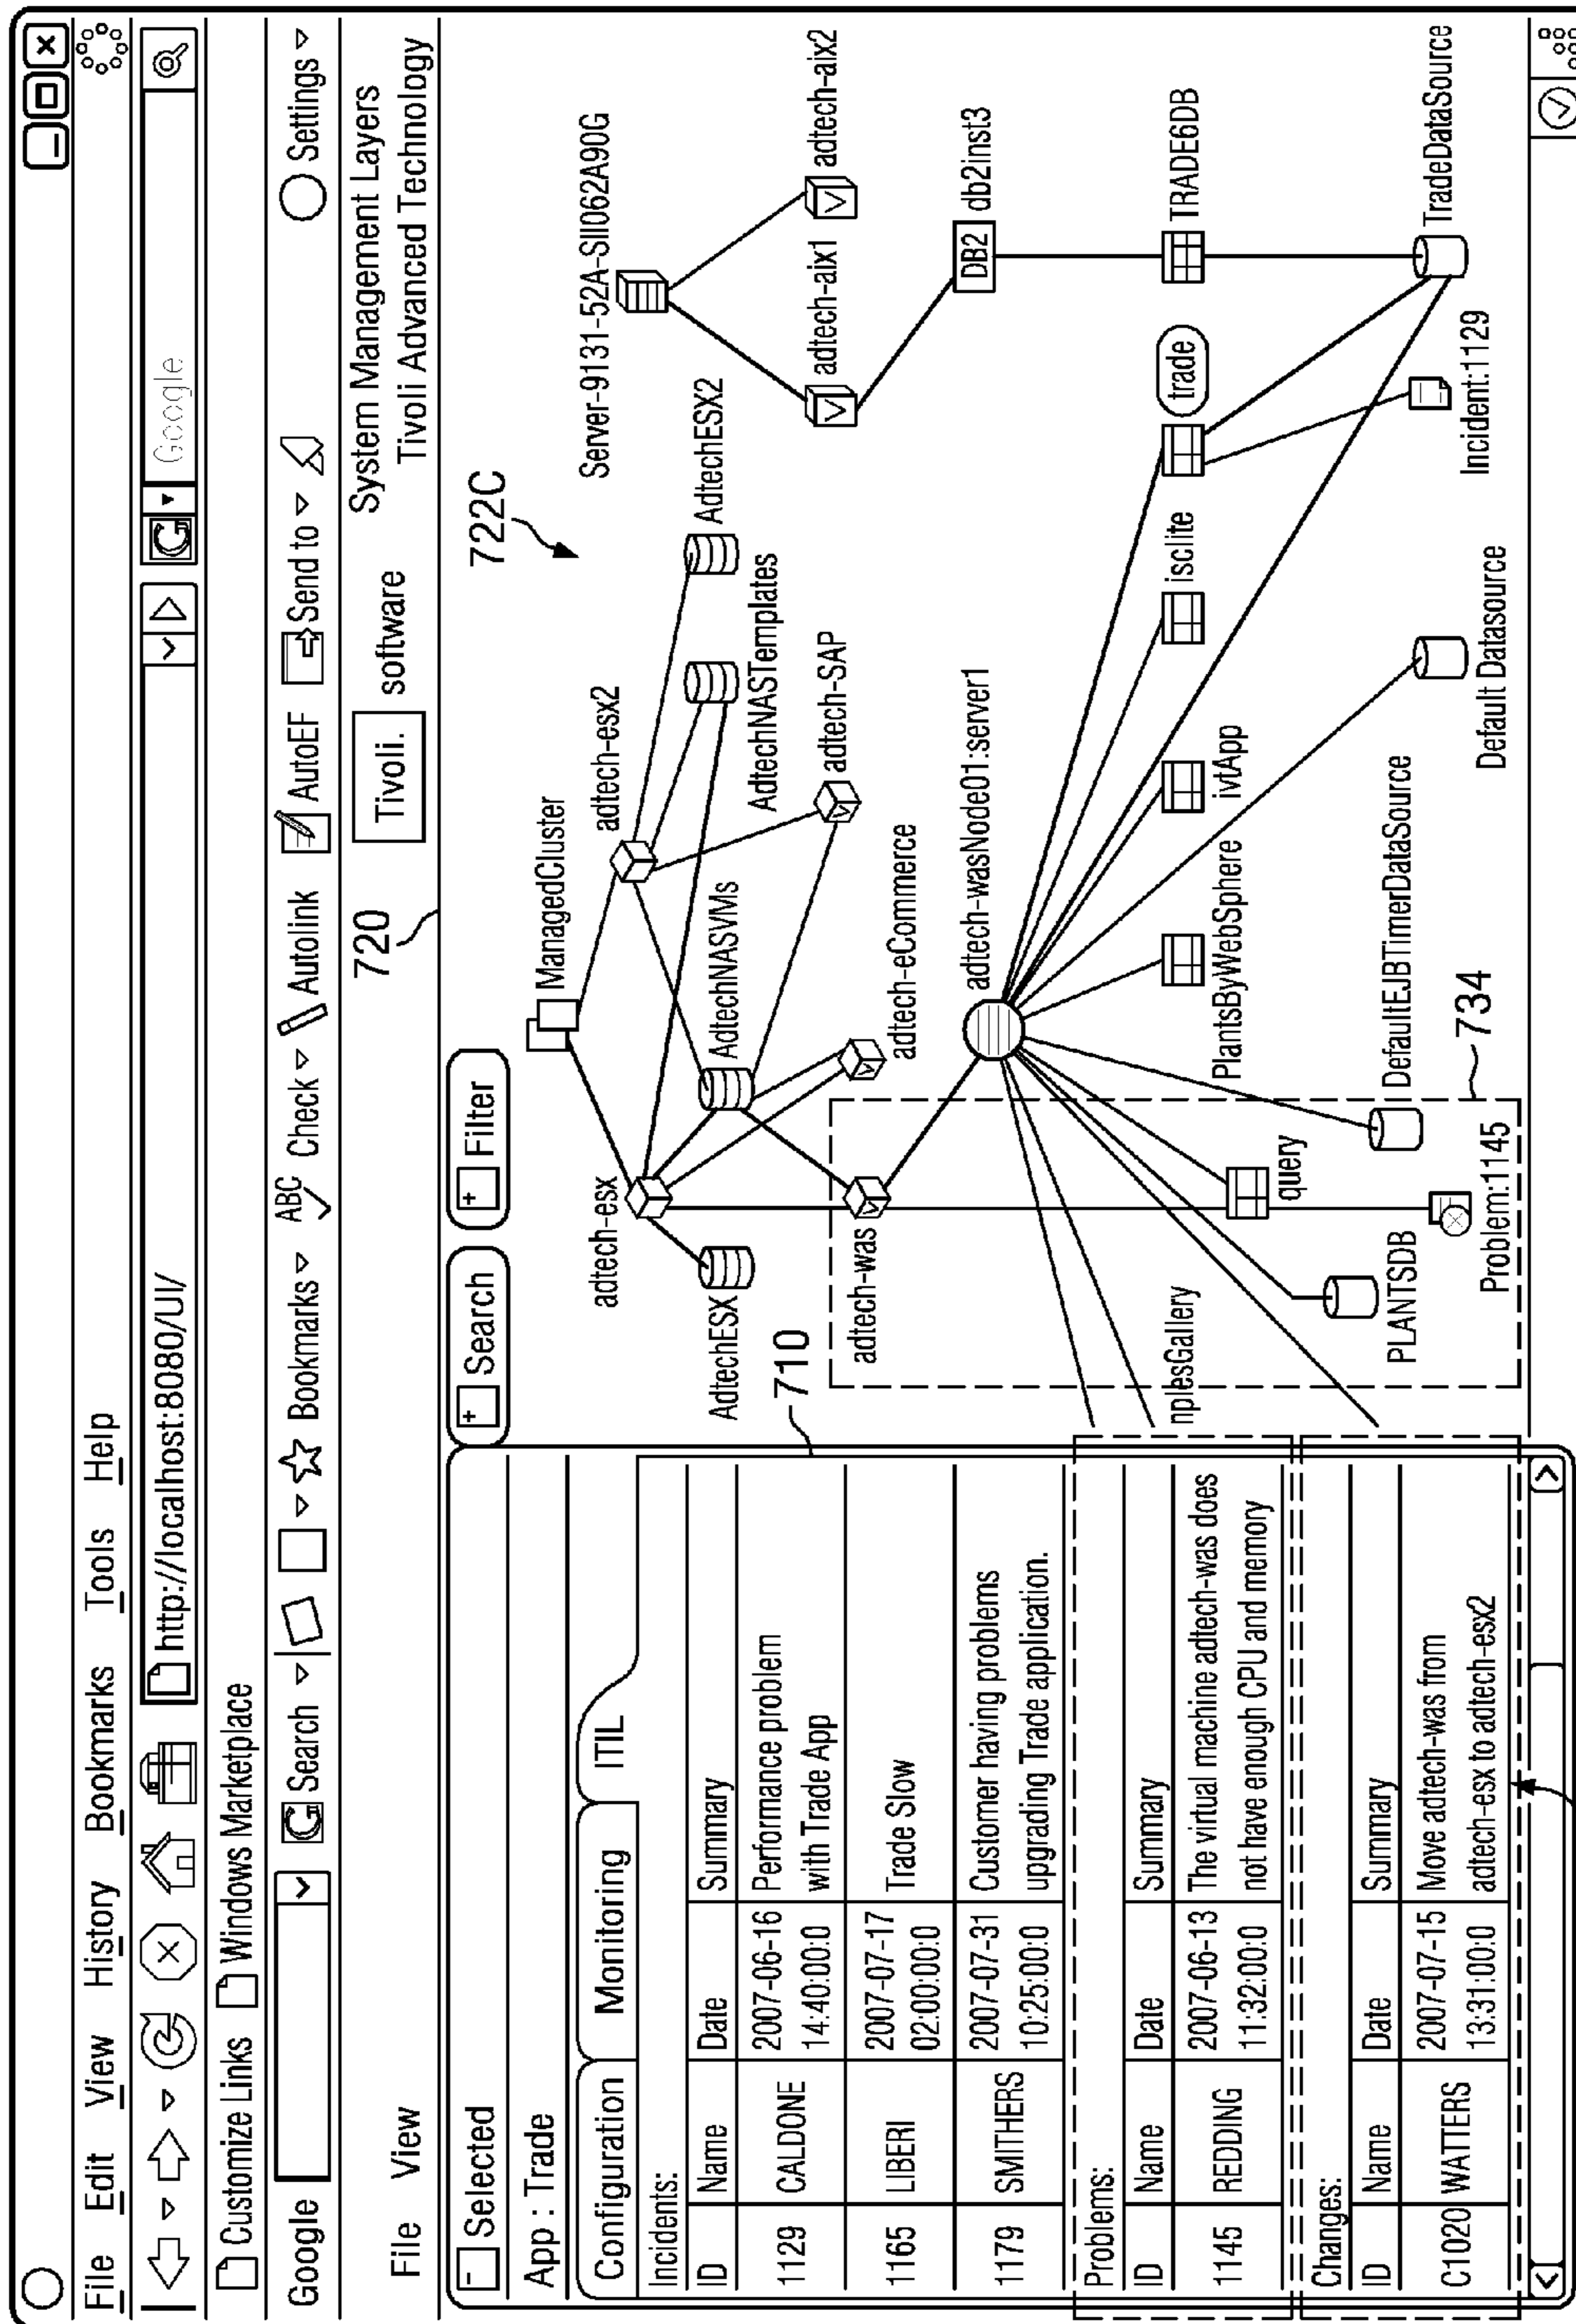 File Edit View History Bookmarks Tools Help
http://localhost:8080/UI/
G
Google
Customize Links Windows Marketplace
Google
G Search
Bookmarks
ABC Check
Autolink
AutoEF
Send to
Settings
File View
720
Tivoli. software
System Management Layers
Tivoli Advanced Technology
- Selected
+ Search
+ Filter
App : Trade
Configuration Monitoring ITIL
Incidents:
ID Name Date Summary
1129 CALDONE 2007-06-16 14:40:00:0 Performance problem with Trade App
1165 LIBERI 2007-07-17 02:00:00:0 Trade Slow
1179 SMITHERS 2007-07-31 10:25:00:0 Customer having problems upgrading Trade application.
Problems:
ID Name Date Summary
1145 REDDING 2007-06-13 11:32:00:0 The virtual machine adtech-was does not have enough CPU and memory
Changes:
ID Name Date Summary
C1020 WATTERS 2007-07-15 13:31:00:0 Move adtech-was from adtech-esx to adtech-esx2
710
722C
ManagedCluster
adtech-esx
adtech-esx2
Server-9131-52A-SII062A90G
AdtechESX
AdtechNASVMs
AdtechNASTemplates
AdtechESX2
adtech-was
adtech-eCommerce
adtech-SAP
V adtech-aix1
V adtech-aix2
adtech-wasNode01:server1
DB2 db2inst3
nplesGallery
query
PlantsByWebSphere
ivtApp
isclite
trade
TRADE6DB
PLANTSDB
DefaultEJBTimerDataSource
Default Datasource
Incident:1129
TradeDataSource
Problem:1145
734